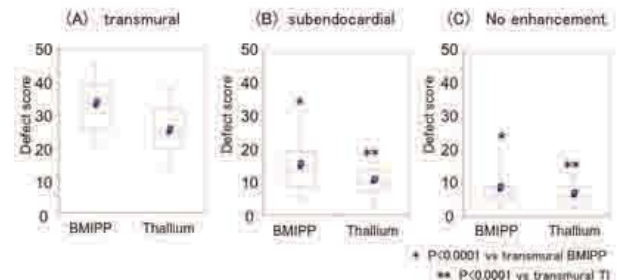 (A) transmural
(B) subendocardial
(C) No enhancement
Defect score
50
40
30
20
10
0
#
#
BMIPP
Thallium
Defect score
50
40
30
20
10
0
*
#
**
#
BMIPP
Thallium
Defect score
50
40
30
20
10
0
*
#
**
#
BMIPP
Thallium
* P<0.0001 vs transmural BMIPP
** P<0.0001 vs transmural Tl